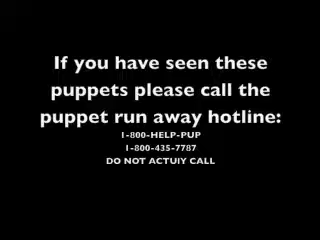 If you have seen these
puppets please call the
puppet run away hotline:
1-800-HELP-PUP
1-800-435-7787
DO NOT ACTUIY CALL